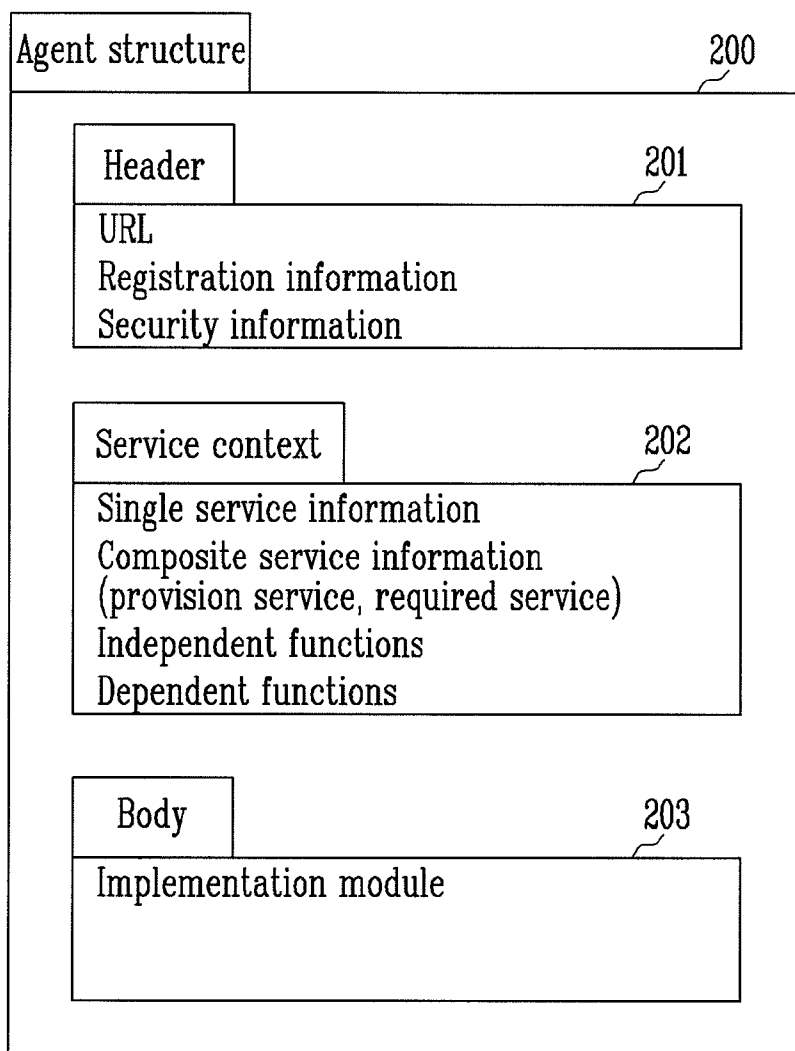 Agent structure
200
Header
201
URL
Registration information
Security information
Service context
202
Single service information
Composite service information
(provision service, required service)
Independent functions
Dependent functions
Body
203
Implementation module